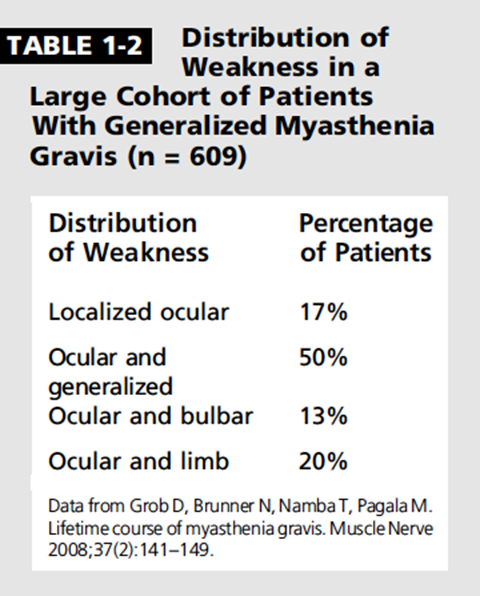 TABLE 1-2 Distribution of
Weakness in a
Large Cohort of Patients
With Generalized Myasthenia
Gravis (n = 609)
Distribution Percentage
of Weakness of Patients
Localized ocular 17%
Ocular and 50%
generalized
Ocular and bulbar 13%
Ocular and limb 20%
Data from Grob D, Brunner N, Namba T, Pagala M.
Lifetime course of myasthenia gravis. Muscle Nerve
2008;37(2):141–149.